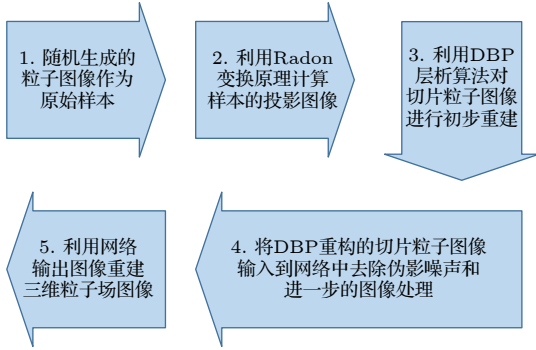 1. 随机生成的
粒子图像作为
原始样本
2. 利用Radon
变换原理计算
样本的投影图像
3. 利用DBP
层析算法对
切片粒子图像
进行初步重建
4. 将DBP重构的切片粒子图像
输入到网络中去除伪影噪声和
进一步的图像处理
5. 利用网络
输出图像重建
三维粒子场图像